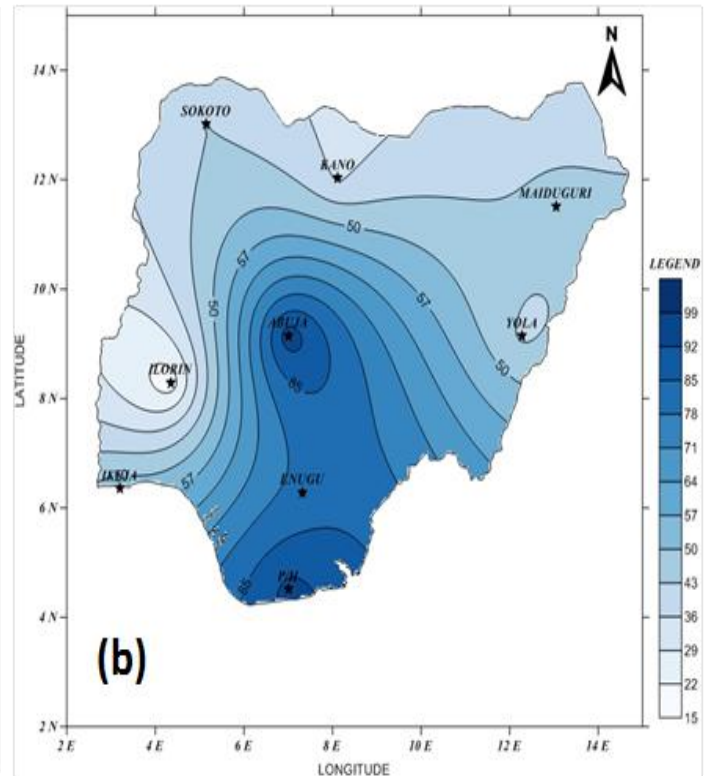 N
14 N
SOKOTO
KANO
12 N
MAIDUGURI
50
57
LEGEND
10 N
50
57
99
ABUJA
YOLA
92
LATITUDE
ILORIN
85
50
85
8 N
78
71
IKEJA
57
ENUGU
64
6 N
57
50
85
P/H
43
4 N
36
(b)
29
22
2 N
15
2 E
4 E
6 E
8 E
10 E
12 E
14 E
LONGITUDE